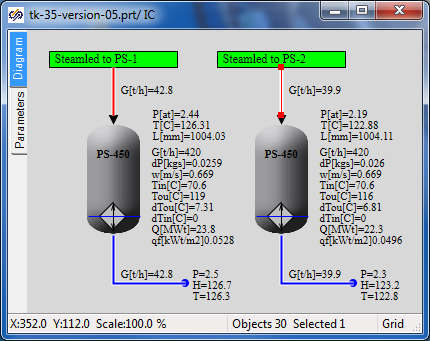 tk-35-version-05.prt/ IC
Diagram
Parameters
Steamled to PS-1
G[t/h]=42.8
P[at]=2.44
T[C]=126.31
L[mm]=1004.03
PS-450
G[t/h]=420
dP[kgs]=0.0259
w[m/s]=0.669
Tin[C]=70.6
Tou[C]=119
dTou[C]=7.31
dTin[C]=0
Q[MWt]=23.8
qf[kWt/m2]0.0528
G[t/h]=42.8
P=2.5
H=126.7
T=126.3
Steamled to PS-2
G[t/h]=39.9
P[at]=2.19
T[C]=122.88
L[mm]=1004.11
PS-450
G[t/h]=420
dP[kgs]=0.026
w[m/s]=0.669
Tin[C]=70.6
Tou[C]=116
dTou[C]=6.81
dTin[C]=0
Q[MWt]=22.3
qf[kWt/m2]0.0496
G[t/h]=39.9
P=2.3
H=123.2
T=122.8
X:352.0 Y:112.0 Scale:100.0 %
Objects 30 Selected 1
Grid